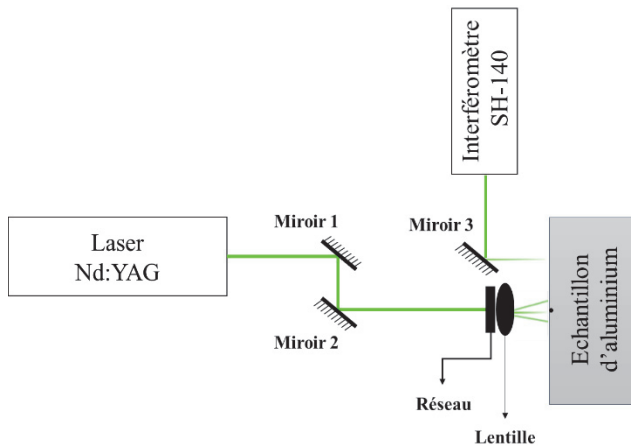 Interféromètre
SH-140
Miroir 1
Miroir 3
Laser
Nd:YAG
Miroir 2
Echantillon
d'aluminium
Réseau
Lentille